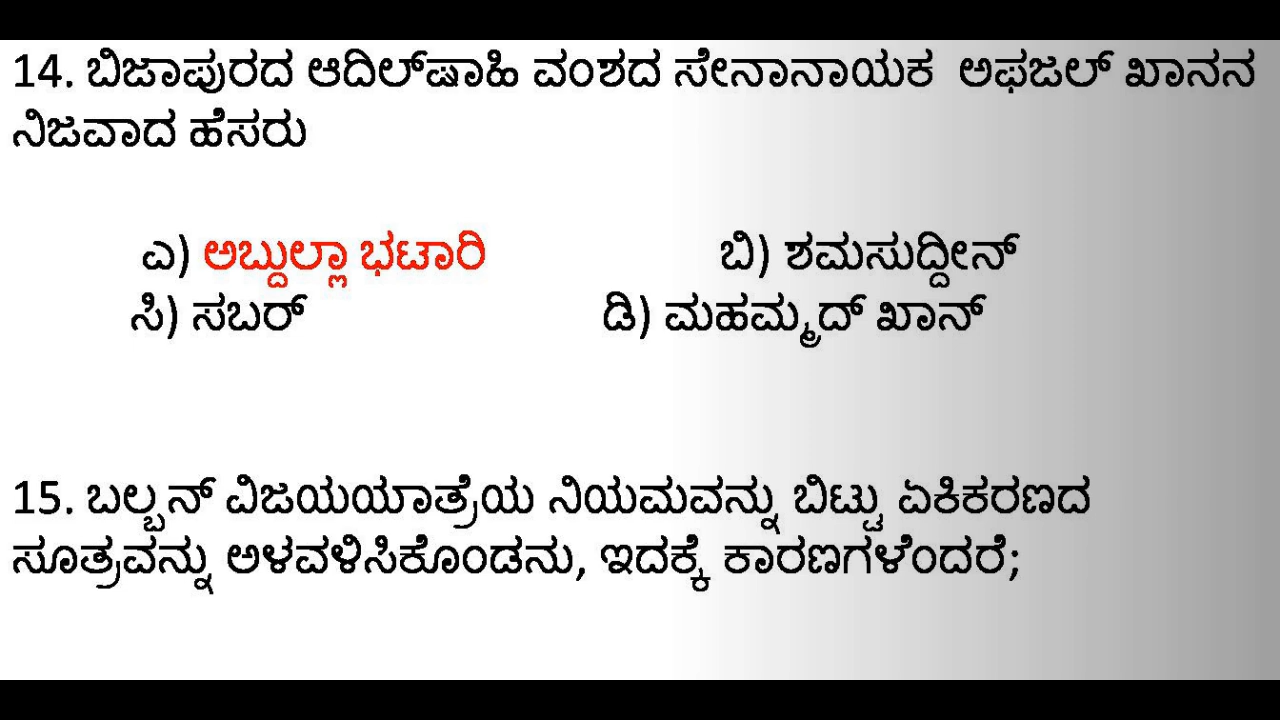 14. ಬಿಜಾಪುರದ ಆದಿಲ್‌ಷಾಹಿ ವಂಶದ ಸೇನಾನಾಯಕ ಅಫಜಲ್ ಖಾನನ
ನಿಜವಾದ ಹೆಸರು
ಎ) ಅಬ್ದುಲ್ಲಾ ಭಟಾರಿ ಬಿ) ಶಮಸುದ್ದೀನ್
ಸಿ) ಸಬರ್ ಡಿ) ಮಹಮ್ಮದ್ ಖಾನ್
15. ಬಲ್ಬನ್ ವಿಜಯಯಾತ್ರೆಯ ನಿಯಮವನ್ನು ಬಿಟ್ಟು ಏಕಿಕರಣದ
ಸೂತ್ರವನ್ನು ಅಳವಳಿಸಿಕೊಂಡನು, ಇದಕ್ಕೆ ಕಾರಣಗಳೆಂದರೆ;